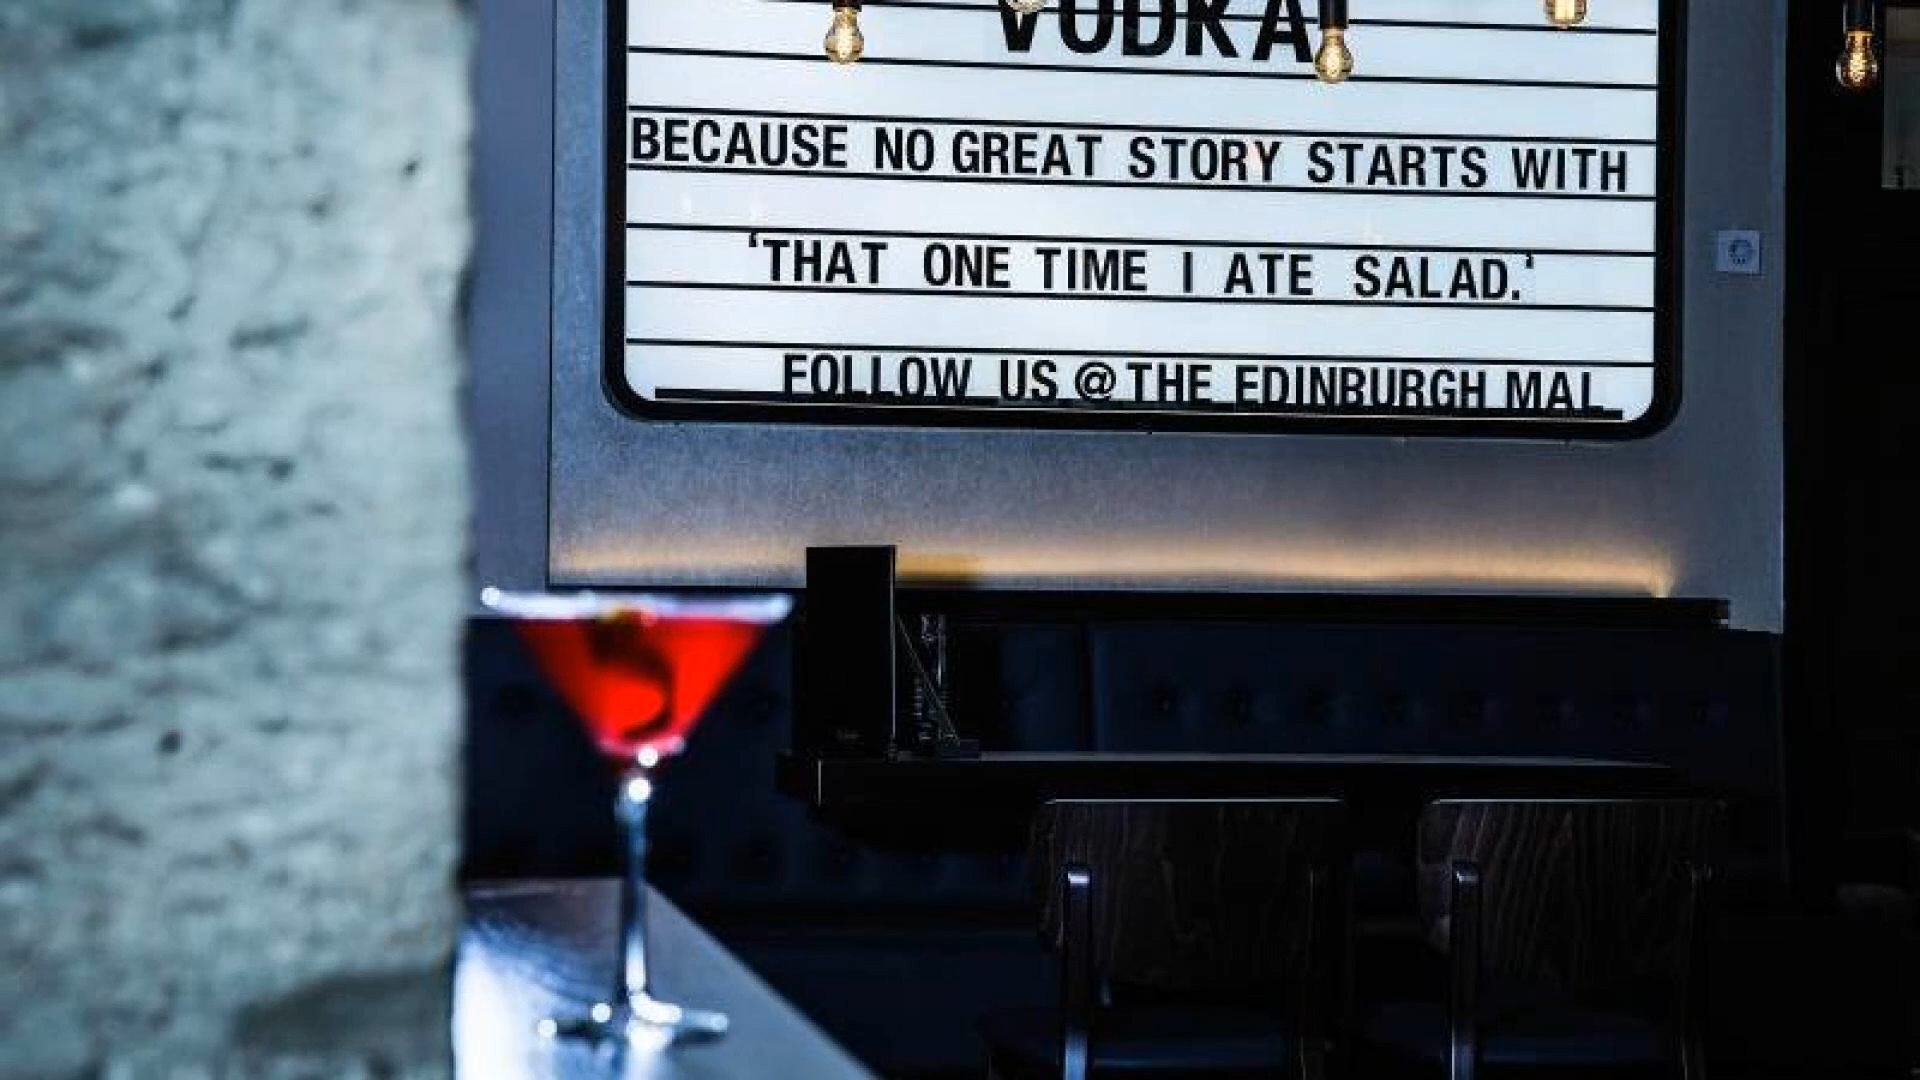 VODKA
BECAUSE NO GREAT STORY STARTS WITH
'THAT ONE TIME I ATE SALAD.'
FOLLOW US @ THE EDINBURGH MAL